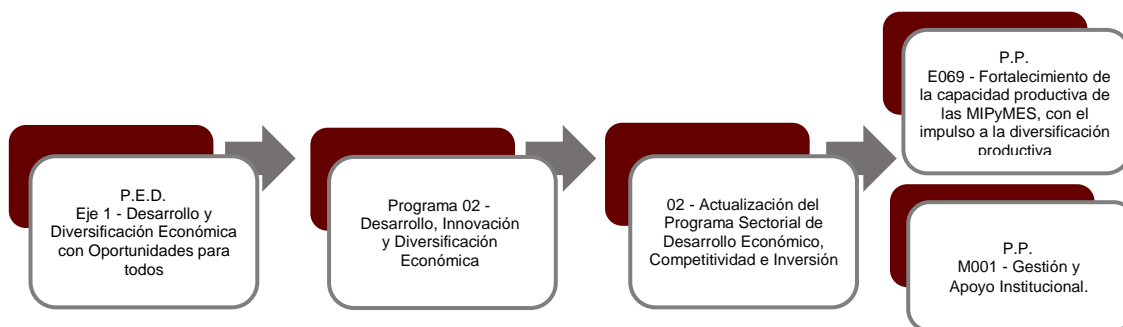 P.E.D.
Eje 1 - Desarrollo y
Diversificación Económica
con Oportunidades para
todos
Programa 02 -
Desarrollo, Innovación
y Diversificación
Económica
02 - Actualización del
Programa Sectorial de
Desarrollo Económico,
Competitividad e Inversión
P.P.
E069 - Fortalecimiento de
la capacidad productiva de
las MIPyMES, con el
impulso a la diversificación
productiva
P.P.
M001 - Gestión y
Apoyo Institucional.